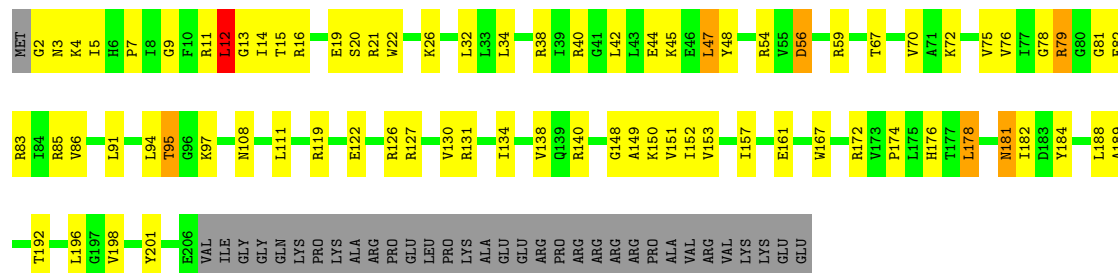 MET G2 N3 K4 I5 H6 P7 I8 G9 F10 R11 L12 G13 I14 T15 R16 E19 S20 R21 W22 K26 L32 L33 L34 R38 I39 R40 G41 L42 L43 E44 K45 E46 L47 Y48 R54 V55 D56 R59 T67 V70 A71 K72 V75 V76 I77 G78 R79 G80 G81 E82
R83 I84 R85 V86 L91 L94 T95 G96 K97 N108 L111 R119 E122 R126 R127 V130 R131 I134 V138 Q139 R140 G148 A149 K150 V151 I152 V153 I157 E161 W167 R172 V173 P174 L175 H176 T177 L178 N181 I182 D183 Y184 L188 A189
T192 L196 G197 V198 Y201 E206 VAL ILE GLY GLY GLN LYS PRO LYS ALA ARG PRO GLU LEU PRO LYS ALA GLU GLU ARG PRO ARG ARG ARG ARG PRO ALA VAL ARG VAL LYS LYS GLU GLU